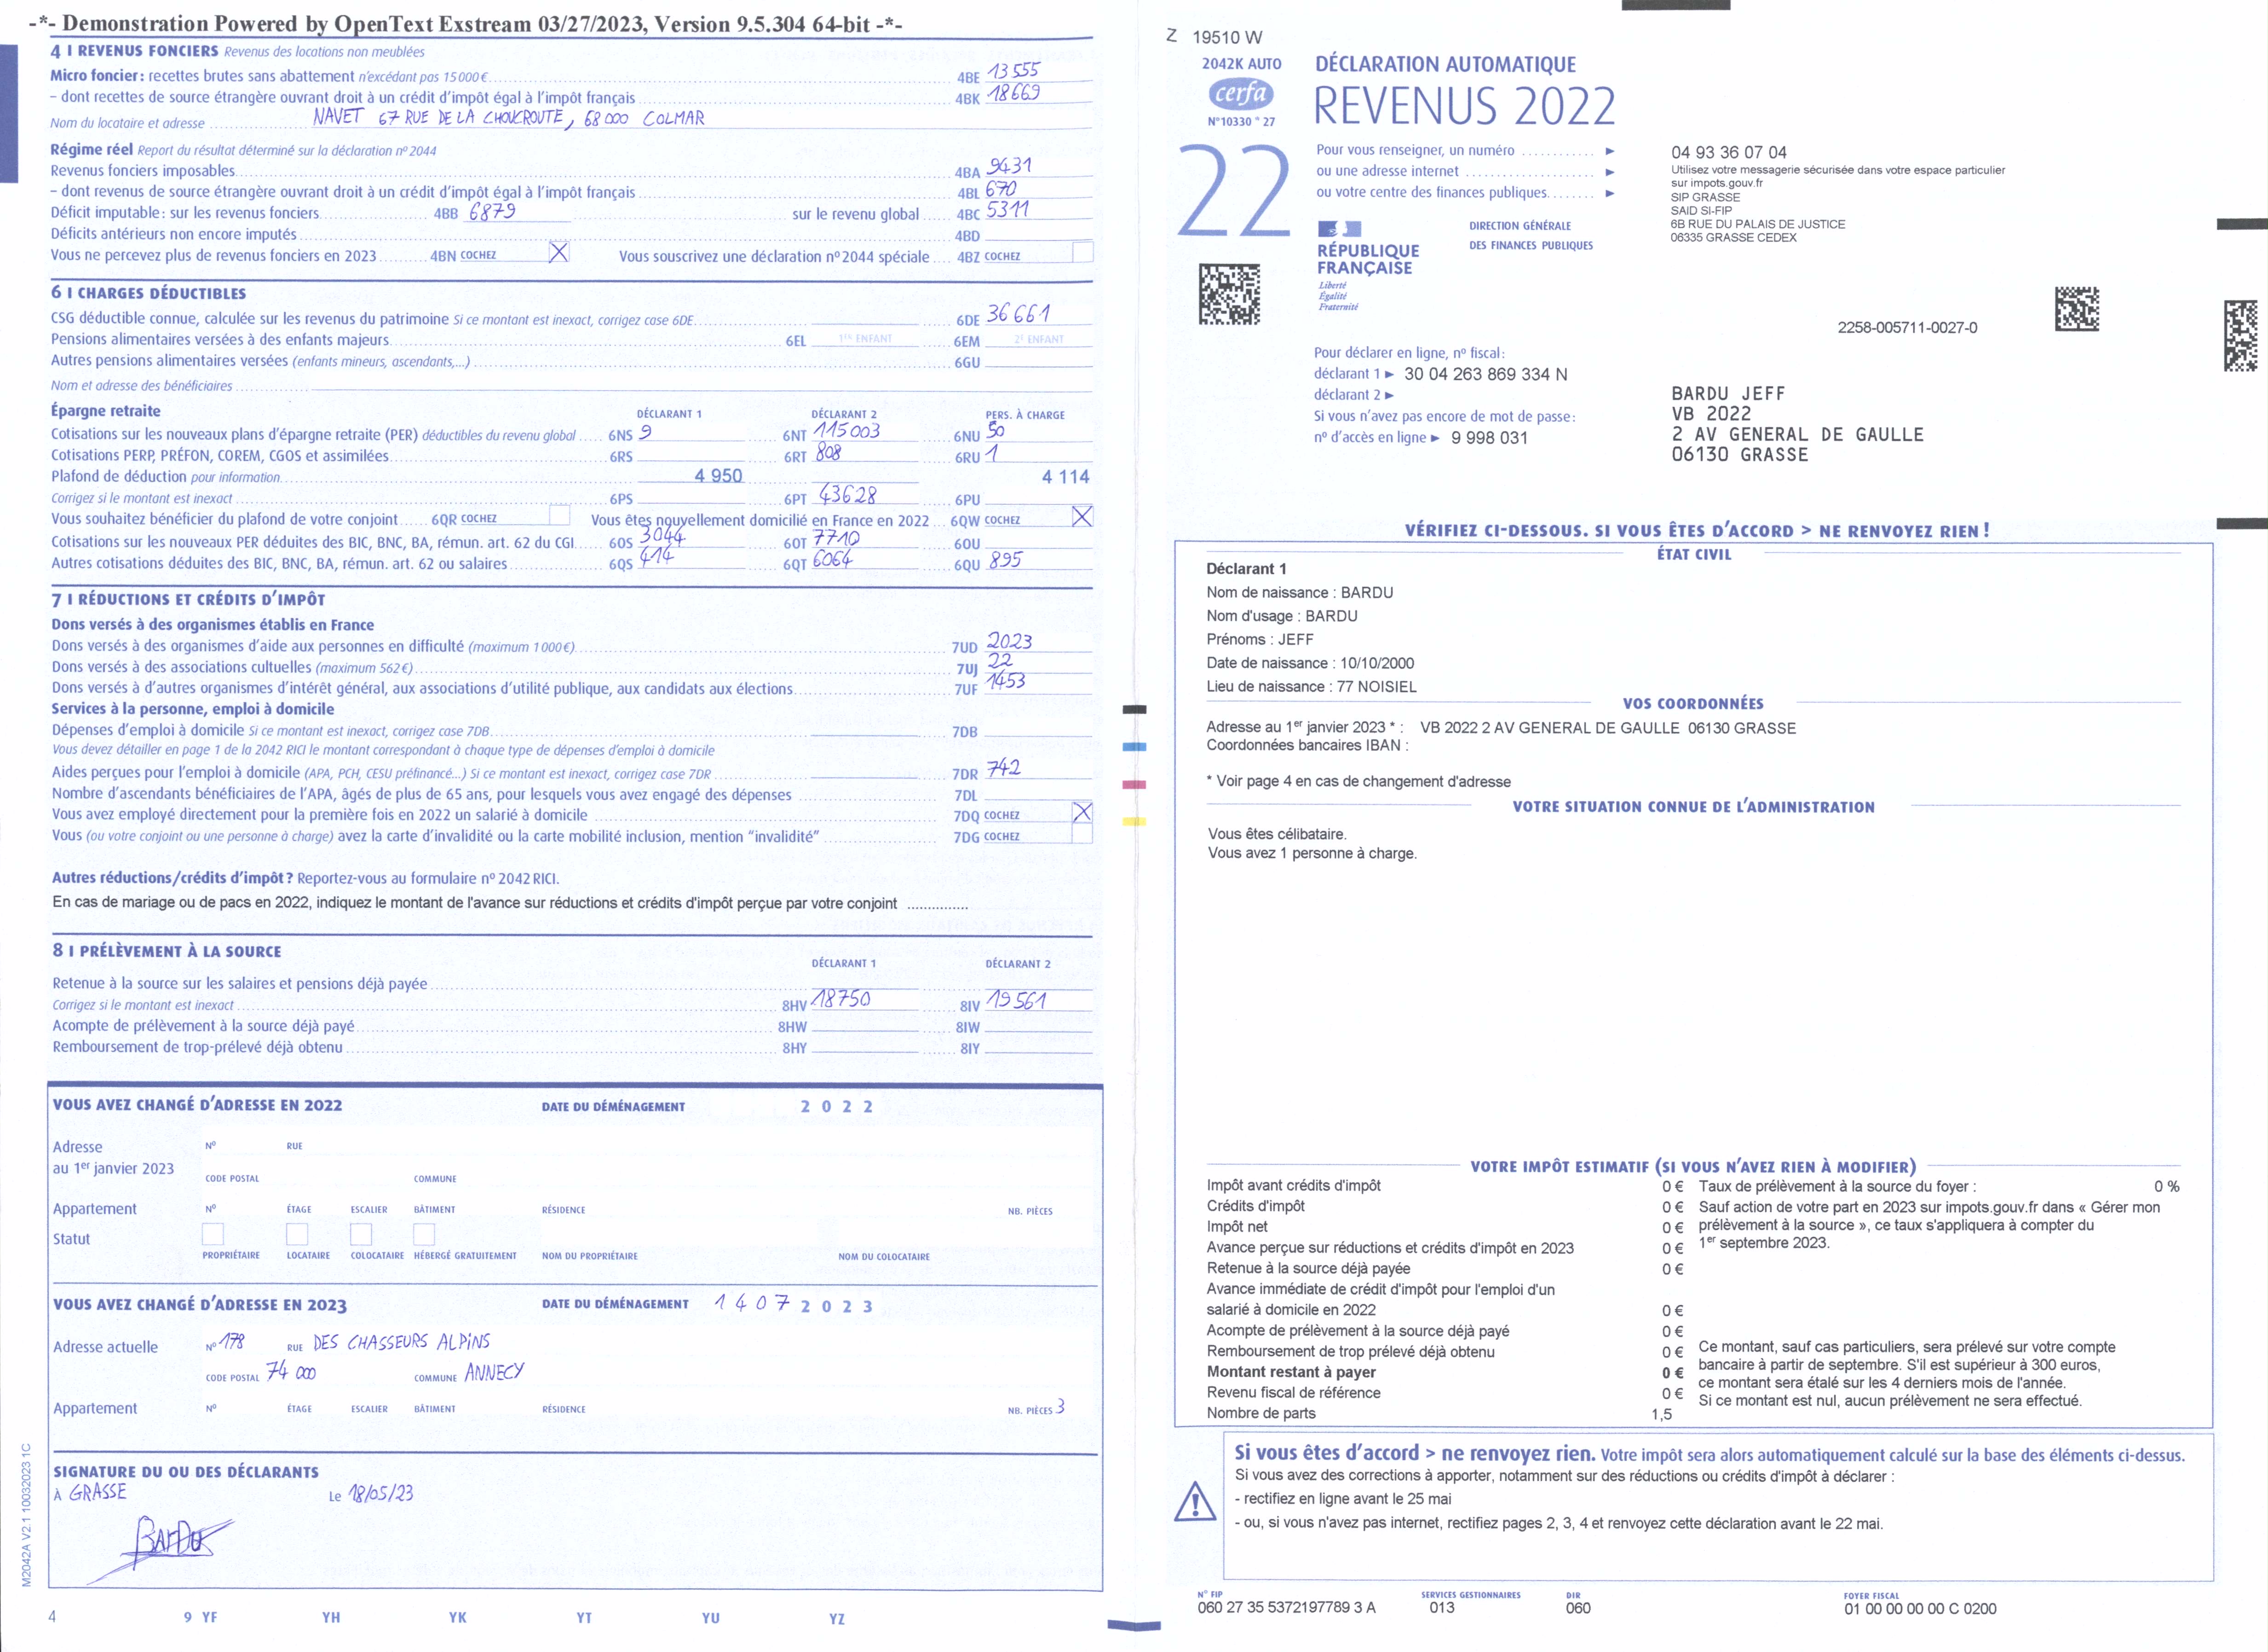 -*- Demonstration Powered by OpenText Exstream 03/27/2023, Version 9.5.304 64-bit -*-
4 I REVENUS FONCIERS Revenus des locations non meublées
Micro foncier : recettes brutes sans abattement n'excédant pas 15 000 € 4BE 13555
– dont recettes de source étrangère ouvrant droit à un crédit d'impôt égal à l'impôt français 4BK 18669
Nom du locataire et adresse NAVET 67 RUE DE LA CHOUCROUTE, 68 000 COLMAR
Régime réel Report du résultat déterminé sur la déclaration nº 2044
Revenus fonciers imposables 4BA 9431
– dont revenus de source étrangère ouvrant droit à un crédit d'impôt égal à l'impôt français 4BL 670
Déficit imputable : sur les revenus fonciers 4BB 6879 sur le revenu global 4BC 5311
Déficits antérieurs non encore imputés 4BD
Vous ne percevez plus de revenus fonciers en 2023 4BN COCHEZ X Vous souscrivez une déclaration nº 2044 spéciale 4BZ COCHEZ
6 I CHARGES DÉDUCTIBLES
CSG déductible connue, calculée sur les revenus du patrimoine Si ce montant est inexact, corrigez case 6DE 6DE 36661
Pensions alimentaires versées à des enfants majeurs 6EL 1ER ENFANT 6EM 2E ENFANT
Autres pensions alimentaires versées (enfants mineurs, ascendants,...) 6GU
Nom et adresse des bénéficiaires
Épargne retraite DÉCLARANT 1 DÉCLARANT 2 PERS. À CHARGE
Cotisations sur les nouveaux plans d'épargne retraite (PER) déductibles du revenu global 6NS 9 6NT 115003 6NU 50
Cotisations PERP, PRÉFON, COREM, CGOS et assimilées 6RS 6RT 808 6RU 1
Plafond de déduction pour information 4 950 4 114
Corrigez si le montant est inexact 6PS 6PT 43628 6PU
Vous souhaitez bénéficier du plafond de votre conjoint 6QR COCHEZ Vous êtes nouvellement domicilié en France en 2022 6QW COCHEZ X
Cotisations sur les nouveaux PER déduites des BIC, BNC, BA, rémun. art. 62 du CGI 6OS 3044 6OT 7710 6OU
Autres cotisations déduites des BIC, BNC, BA, rémun. art. 62 ou salaires 6QS 414 6QT 6064 6QU 895
7 I RÉDUCTIONS ET CRÉDITS D'IMPÔT
Dons versés à des organismes établis en France
Dons versés à des organismes d'aide aux personnes en difficulté (maximum 1 000 €) 7UD 2023
Dons versés à des associations cultuelles (maximum 562 €) 7UJ 22
Dons versés à d'autres organismes d'intérêt général, aux associations d'utilité publique, aux candidats aux élections 7UF 1453
Services à la personne, emploi à domicile
Dépenses d'emploi à domicile Si ce montant est inexact, corrigez case 7DB 7DB
Vous devez détailler en page 1 de la 2042 RICI le montant correspondant à chaque type de dépenses d'emploi à domicile
Aides perçues pour l'emploi à domicile (APA, PCH, CESU préfinancé...) Si ce montant est inexact, corrigez case 7DR 7DR 742
Nombre d'ascendants bénéficiaires de l'APA, âgés de plus de 65 ans, pour lesquels vous avez engagé des dépenses 7DL
Vous avez employé directement pour la première fois en 2022 un salarié à domicile 7DQ COCHEZ X
Vous (ou votre conjoint ou une personne à charge) avez la carte d'invalidité ou la carte mobilité inclusion, mention "invalidité" 7DG COCHEZ
Autres réductions/crédits d'impôt ? Reportez-vous au formulaire nº 2042 RICI.
En cas de mariage ou de pacs en 2022, indiquez le montant de l'avance sur réductions et crédits d'impôt perçue par votre conjoint
8 I PRÉLÈVEMENT À LA SOURCE
DÉCLARANT 1 DÉCLARANT 2
Retenue à la source sur les salaires et pensions déjà payée
Corrigez si le montant est inexact 8HV 18750 8IV 19561
Acompte de prélèvement à la source déjà payé 8HW 8IW
Remboursement de trop-prélevé déjà obtenu 8HY 8IY
VOUS AVEZ CHANGÉ D'ADRESSE EN 2022 DATE DU DÉMÉNAGEMENT 2 0 2 2
Adresse Nº RUE
au 1er janvier 2023
CODE POSTAL COMMUNE
Appartement Nº ÉTAGE ESCALIER BÂTIMENT RÉSIDENCE NB. PIÈCES
Statut
PROPRIÉTAIRE LOCATAIRE COLOCATAIRE HÉBERGÉ GRATUITEMENT NOM DU PROPRIÉTAIRE NOM DU COLOCATAIRE
VOUS AVEZ CHANGÉ D'ADRESSE EN 2023 DATE DU DÉMÉNAGEMENT 1 4 0 7 2 0 2 3
Adresse actuelle Nº 178 RUE DES CHASSEURS ALPINS
CODE POSTAL 74 000 COMMUNE ANNECY
Appartement Nº ÉTAGE ESCALIER BÂTIMENT RÉSIDENCE NB. PIÈCES 3
SIGNATURE DU OU DES DÉCLARANTS
À GRASSE Le 18/05/23
BARDU
M2042A V2.1 10032023 1C
4 9 YF YH YK YT YU YZ
Z 19510 W
2042K AUTO
cerfa
N° 10330 * 27
22
DÉCLARATION AUTOMATIQUE
REVENUS 2022
Pour vous renseigner, un numéro ► 04 93 36 07 04
ou une adresse internet ► Utilisez votre messagerie sécurisée dans votre espace particulier
sur impots.gouv.fr
ou votre centre des finances publiques ► SIP GRASSE
SAID SI-FIP
6B RUE DU PALAIS DE JUSTICE
06335 GRASSE CEDEX
RÉPUBLIQUE
FRANÇAISE
Liberté
Égalité
Fraternité
DIRECTION GÉNÉRALE
DES FINANCES PUBLIQUES
2258-005711-0027-0
Pour déclarer en ligne, nº fiscal :
déclarant 1 ► 30 04 263 869 334 N
déclarant 2 ►
Si vous n'avez pas encore de mot de passe :
nº d'accès en ligne ► 9 998 031
BARDU JEFF
VB 2022
2 AV GENERAL DE GAULLE
06130 GRASSE
VÉRIFIEZ CI-DESSOUS. SI VOUS ÊTES D'ACCORD > NE RENVOYEZ RIEN !
ÉTAT CIVIL
Déclarant 1
Nom de naissance : BARDU
Nom d'usage : BARDU
Prénoms : JEFF
Date de naissance : 10/10/2000
Lieu de naissance : 77 NOISIEL
VOS COORDONNÉES
Adresse au 1er janvier 2023 * : VB 2022 2 AV GENERAL DE GAULLE 06130 GRASSE
Coordonnées bancaires IBAN :
* Voir page 4 en cas de changement d'adresse
VOTRE SITUATION CONNUE DE L'ADMINISTRATION
Vous êtes célibataire.
Vous avez 1 personne à charge.
VOTRE IMPÔT ESTIMATIF (SI VOUS N'AVEZ RIEN À MODIFIER)
Impôt avant crédits d'impôt 0 €
Crédits d'impôt 0 €
Impôt net 0 €
Avance perçue sur réductions et crédits d'impôt en 2023 0 €
Retenue à la source déjà payée 0 €
Avance immédiate de crédit d'impôt pour l'emploi d'un
salarié à domicile en 2022 0 €
Acompte de prélèvement à la source déjà payé 0 €
Remboursement de trop prélevé déjà obtenu 0 €
Montant restant à payer 0 €
Revenu fiscal de référence 0 €
Nombre de parts 1,5
Taux de prélèvement à la source du foyer : 0 %
Sauf action de votre part en 2023 sur impots.gouv.fr dans « Gérer mon
prélèvement à la source », ce taux s'appliquera à compter du
1er septembre 2023.
Ce montant, sauf cas particuliers, sera prélevé sur votre compte
bancaire à partir de septembre. S'il est supérieur à 300 euros,
ce montant sera étalé sur les 4 derniers mois de l'année.
Si ce montant est nul, aucun prélèvement ne sera effectué.
Si vous êtes d'accord > ne renvoyez rien. Votre impôt sera alors automatiquement calculé sur la base des éléments ci-dessus.
Si vous avez des corrections à apporter, notamment sur des réductions ou crédits d'impôt à déclarer :
- rectifiez en ligne avant le 25 mai
- ou, si vous n'avez pas internet, rectifiez pages 2, 3, 4 et renvoyez cette déclaration avant le 22 mai.
N° FIP SERVICES GESTIONNAIRES DIR FOYER FISCAL
060 27 35 5372197789 3 A 013 060 01 00 00 00 00 C 0200